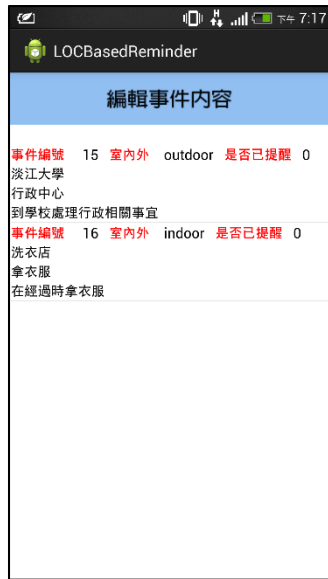 H 下午 7:17
LOCBasedReminder
編輯事件內容
事件編號 15 室內外 outdoor 是否已提醒 0
淡江大學
行政中心
到學校處理行政相關事宜
事件編號 16 室內外 indoor 是否已提醒 0
洗衣店
拿衣服
在經過時拿衣服